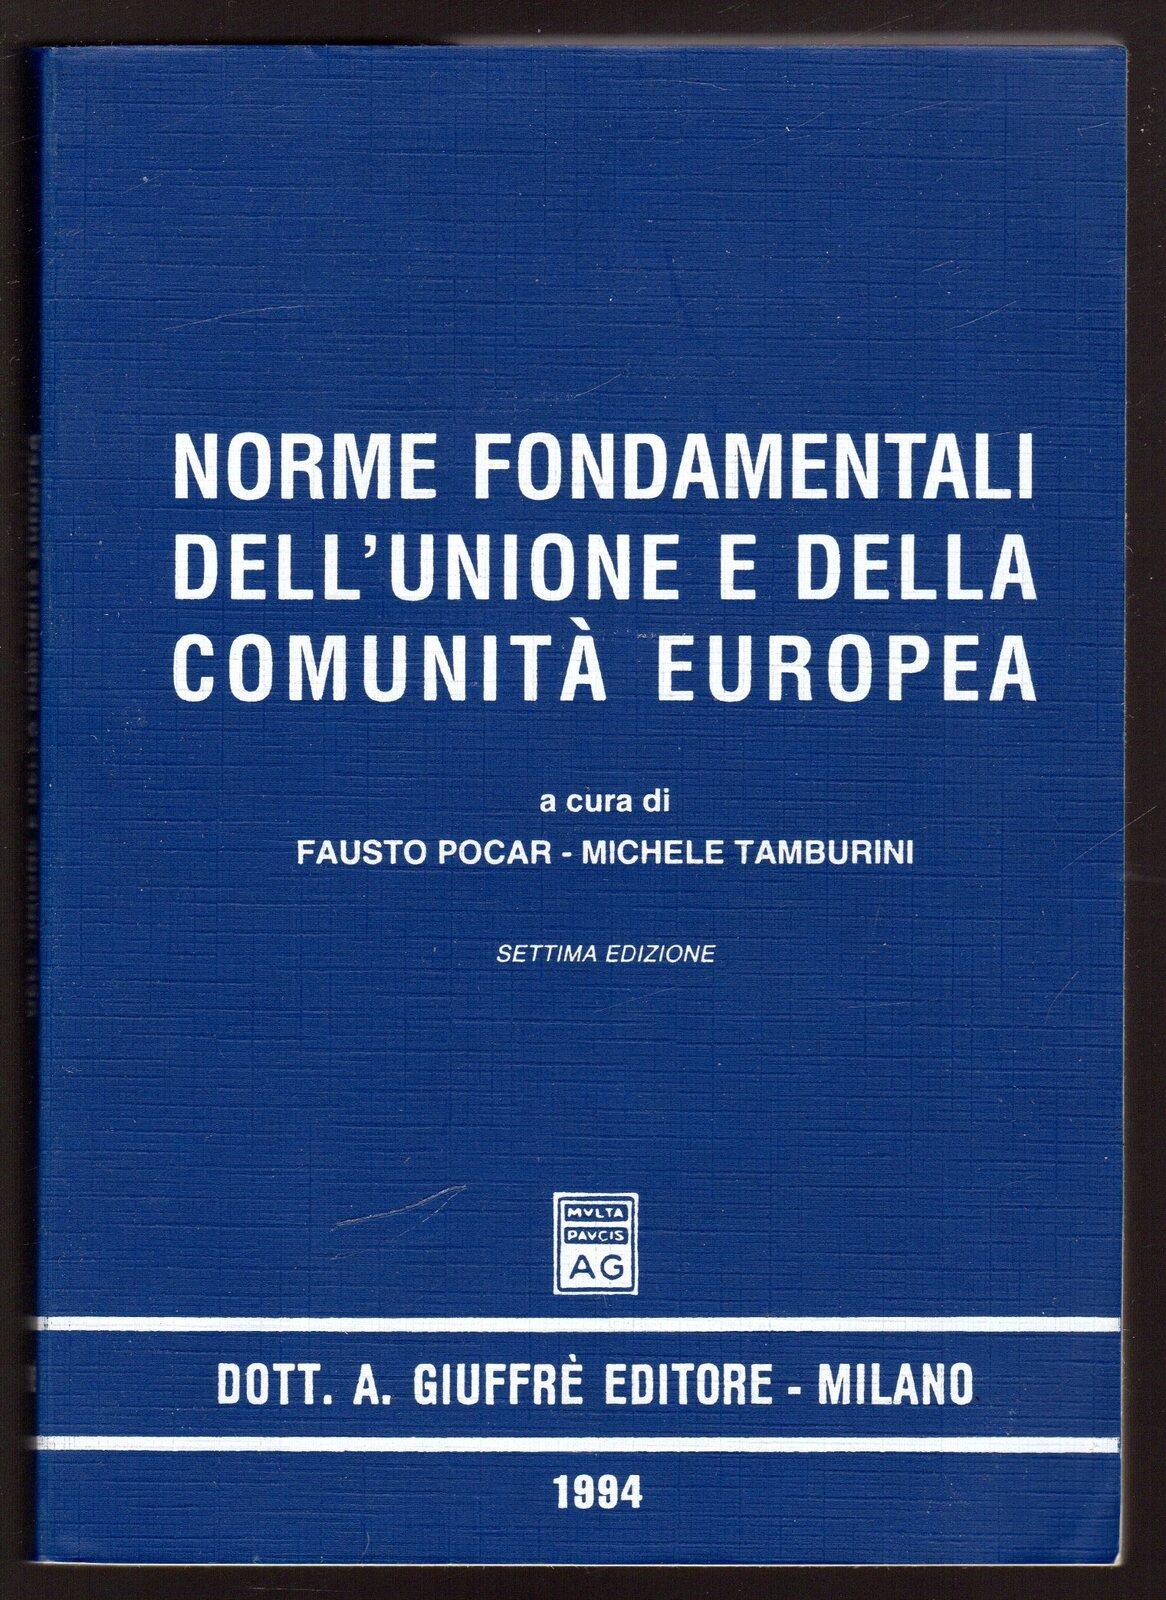 NORME FONDAMENTALI
DELL'UNIONE E DELLA
COMUNITÀ EUROPEA
a cura di
FAUSTO POCAR - MICHELE TAMBURINI
SETTIMA EDIZIONE
MVLTA
PAVCIS
AG
DOTT. A. GIUFFRÈ EDITORE - MILANO
1994